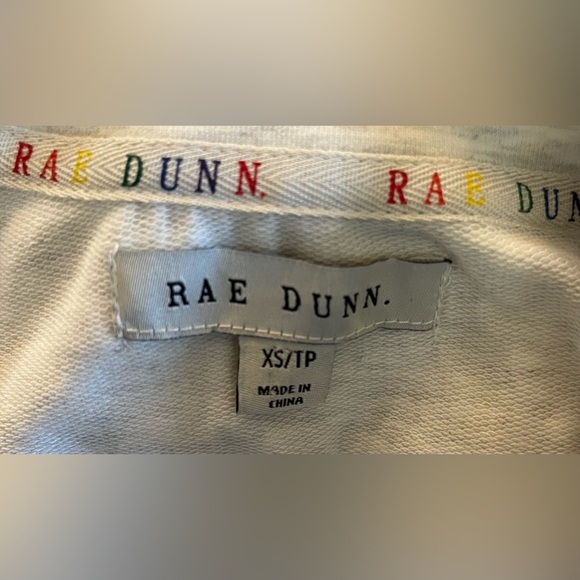 RAE DUNN. RAE DUN
RAE DUNN.
XS/TP
MADE IN
CHINA